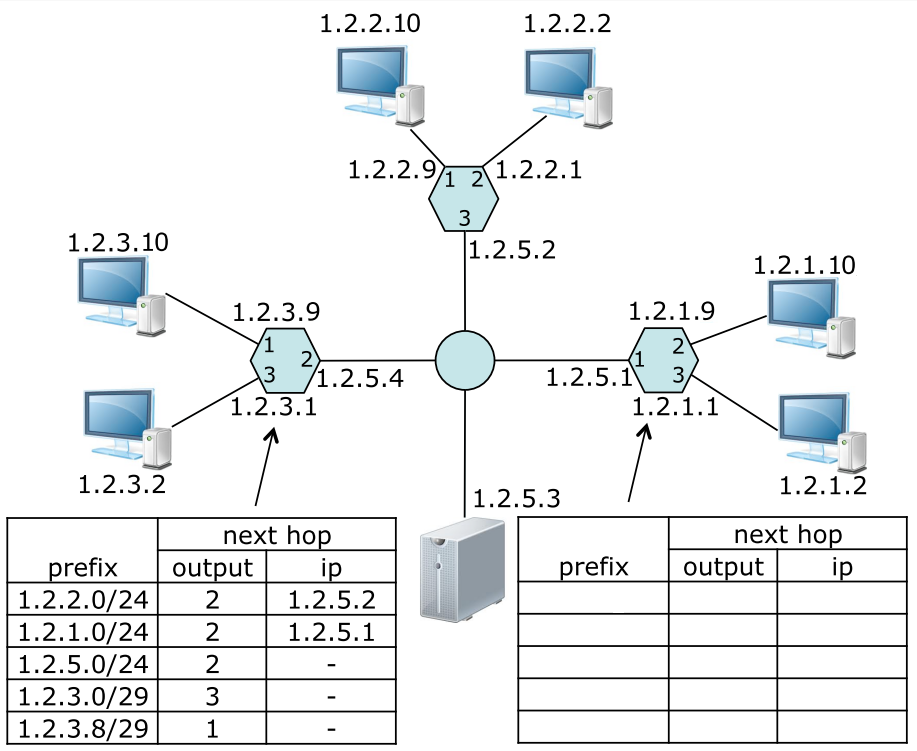 1.2.2.10
1.2.2.2
1.2.2.9
1 2
1.2.2.1
3
1.2.5.2
1.2.3.10
1.2.3.9
1
2
3
1.2.5.4
1.2.3.1
1.2.3.2
1.2.1.10
1.2.1.9
2
1
3
1.2.5.1
1.2.1.1
1.2.1.2
1.2.5.3
next hop
prefix output ip
1.2.2.0/24 2 1.2.5.2
1.2.1.0/24 2 1.2.5.1
1.2.5.0/24 2 -
1.2.3.0/29 3 -
1.2.3.8/29 1 -
next hop
prefix output ip